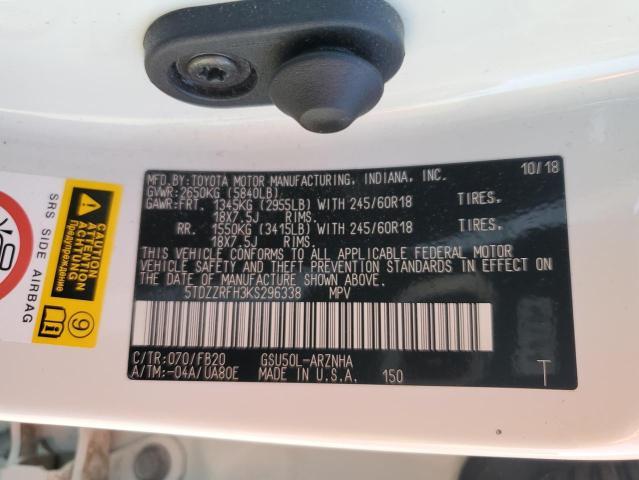 MFD.BY:TOYOTA MOTOR MANUFACTURING, INDIANA, INC. 10/18
GVWR:2650KG (5840LB)
GAWR:FRT. 1345KG (2955LB) WITH 245/60R18 TIRES.
18X7.5J RIMS.
RR. 1550KG (3415LB) WITH 245/60R18 TIRES.
18X7.5J RIMS.
THIS VEHICLE CONFORMS TO ALL APPLICABLE FEDERAL MOTOR
VEHICLE SAFETY AND THEFT PREVENTION STANDARDS IN EFFECT ON
THE DATE OF MANUFACTURE SHOWN ABOVE.
5TDZZRFH3KS296338 MPV
C/TR:070/FB20 GSU50L-ARZNHA
A/TM:-04A/UA80E MADE IN U.S.A. 150 T
SRS SIDE AIRBAG
CAUTION
ATTENTION
ACHTUNG
Предупреждение
9